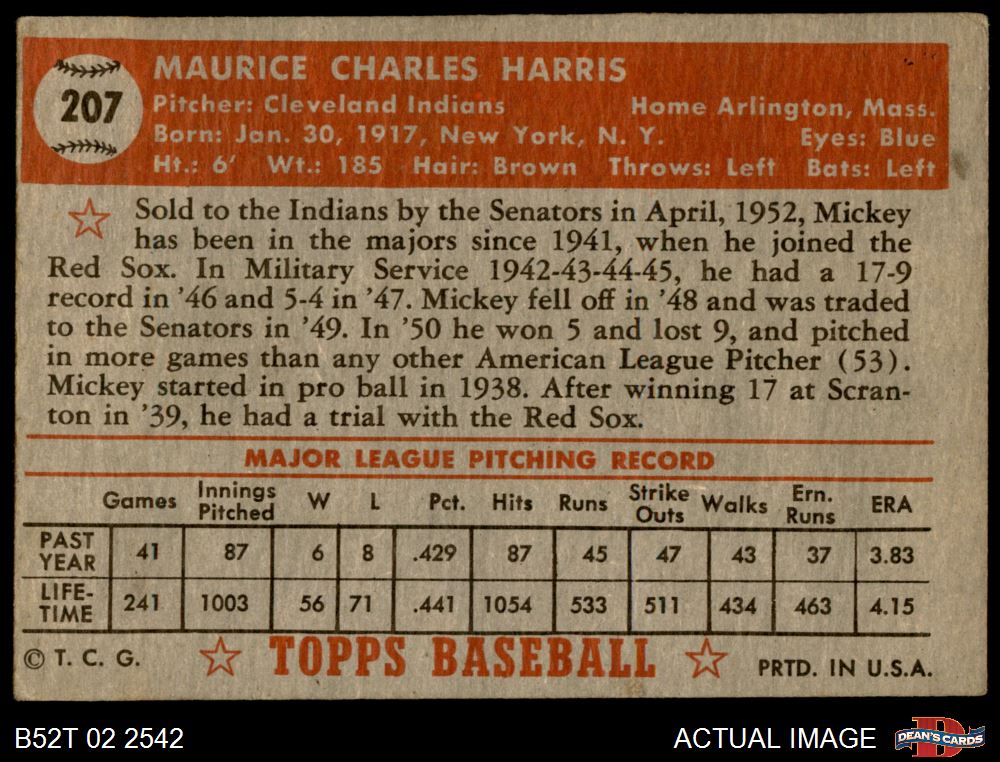 207
MAURICE CHARLES HARRIS
Pitcher: Cleveland Indians Home Arlington, Mass.
Born: Jan. 30, 1917, New York, N. Y. Eyes: Blue
Ht.: 6' Wt.: 185 Hair: Brown Throws: Left Bats: Left
Sold to the Indians by the Senators in April, 1952, Mickey
has been in the majors since 1941, when he joined the
Red Sox. In Military Service 1942-43-44-45, he had a 17-9
record in '46 and 5-4 in '47. Mickey fell off in '48 and was traded
to the Senators in '49. In '50 he won 5 and lost 9, and pitched
in more games than any other American League Pitcher (53).
Mickey started in pro ball in 1938. After winning 17 at Scran-
ton in '39, he had a trial with the Red Sox.
MAJOR LEAGUE PITCHING RECORD
Games Innings Pitched W L Pct. Hits Runs Strike Outs Walks Ern. Runs ERA
PAST YEAR 41 87 6 8 .429 87 45 47 43 37 3.83
LIFE-TIME 241 1003 56 71 .441 1054 533 511 434 463 4.15
© T. C. G. TOPPS BASEBALL PRTD. IN U.S.A.
B52T 02 2542 ACTUAL IMAGE D DEAN'S CARDS